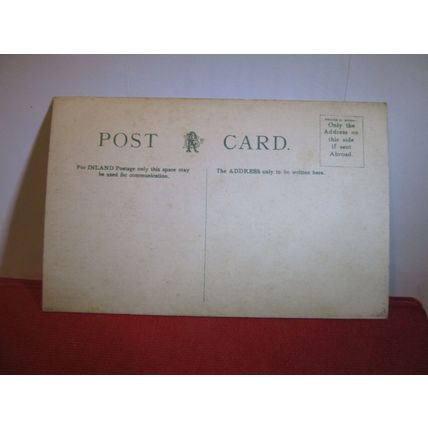 POST CARD.
Only the
Address on
this side
if sent
Abroad.
For INLAND Postage only this space may
be used for communication.
The ADDRESS only to be written here.